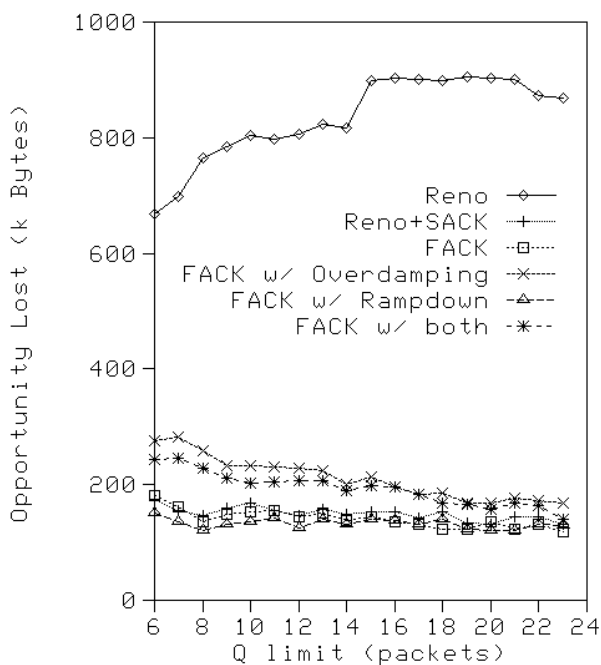 Opportunity Lost (k Bytes)
1000
800
600
400
200
0
Reno
Reno+SACK
FACK
FACK w/ Overdamping
FACK w/ Rampdown
FACK w/ both
6 8 10 12 14 16 18 20 22 24
Q limit (packets)